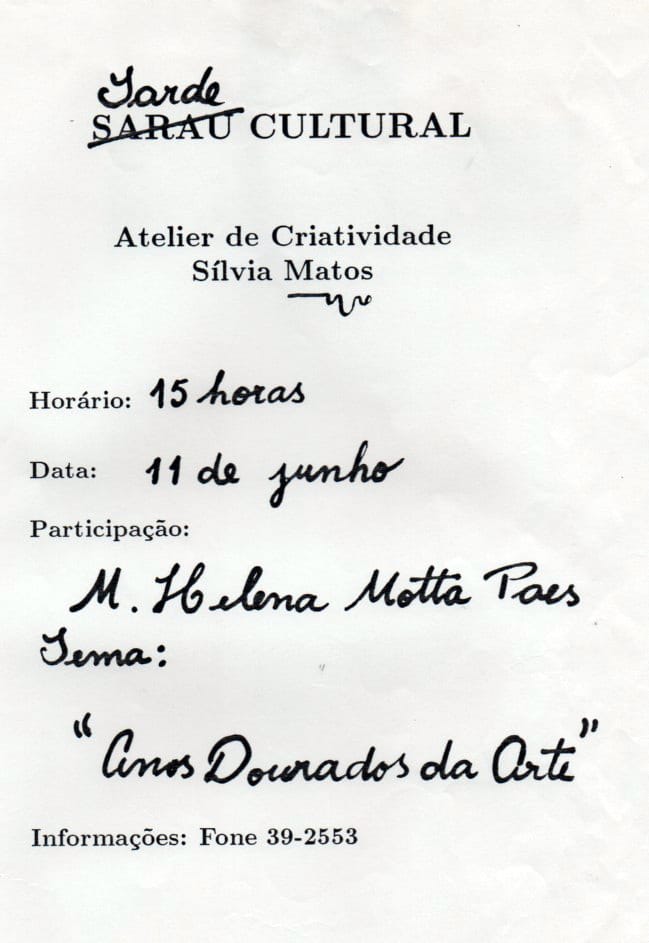 Tarde
SARAU CULTURAL
Atelier de Criatividade
Sílvia Matos
Horário: 15 horas
Data: 11 de junho
Participação:
M. Helena Motta Paes
Tema:
"Anos Dourados da Arte"
Informações: Fone 39-2553